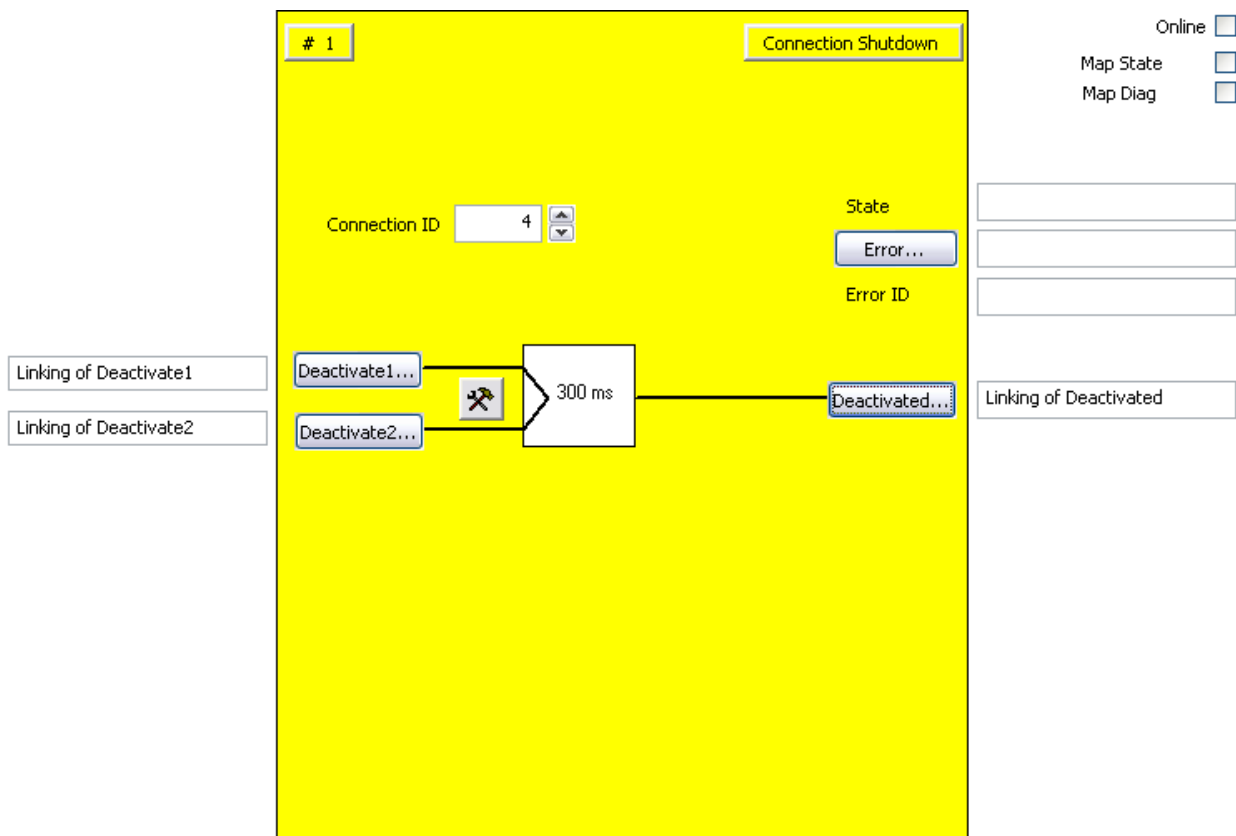 # 1
Connection Shutdown
Online
Map State
Map Diag
Connection ID
4
State
Error...
Error ID
Linking of Deactivate1
Deactivate1...
300 ms
Deactivated...
Linking of Deactivated
Linking of Deactivate2
Deactivate2...